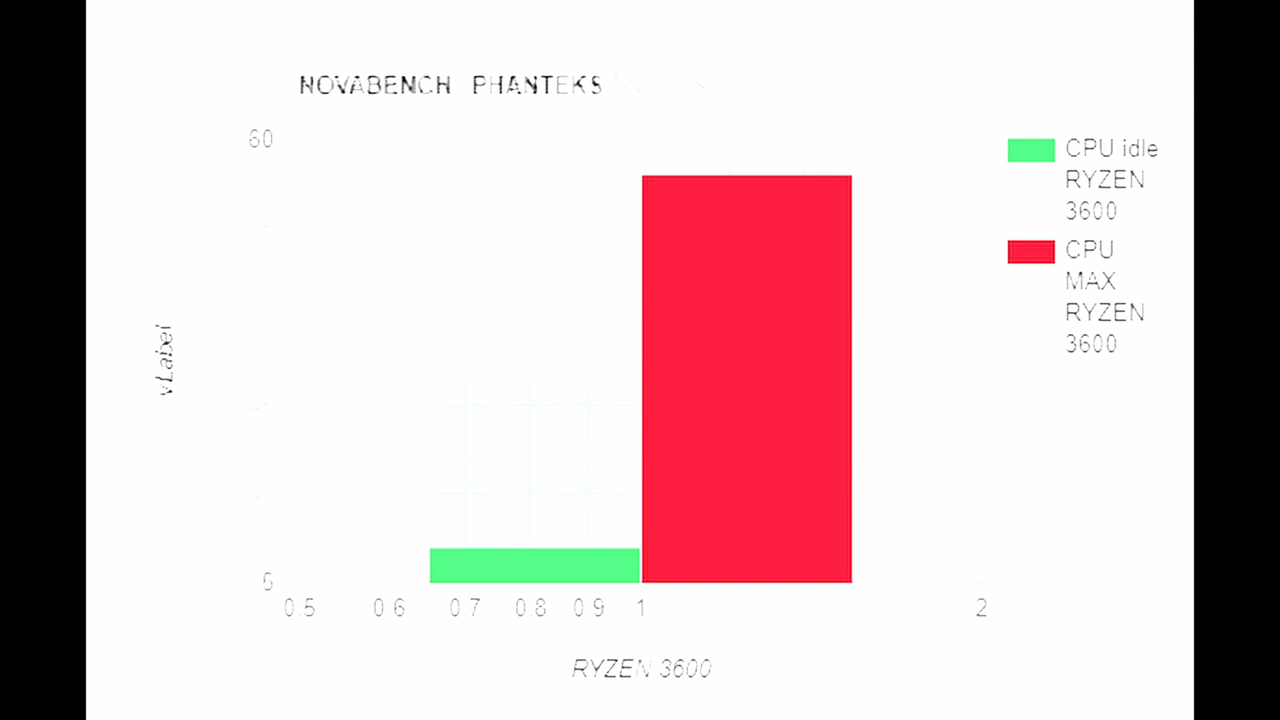 NOVABENCH PHANTEKS
60
5
vLabel
0.5 0.6 0.7 0.8 0.9 1 2
RYZEN 3600
CPU idle
RYZEN
3600
CPU
MAX
RYZEN
3600